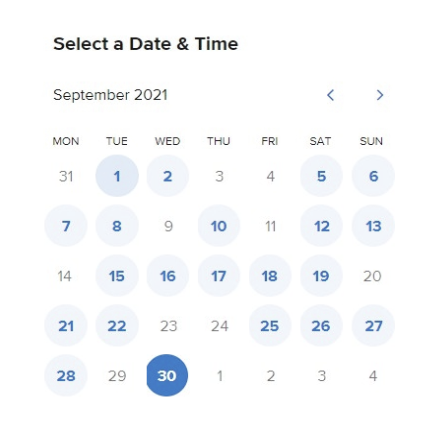 Select a Date & Time
September 2021
MON TUE WED THU FRI SAT SUN
31 1 2 3 4 5 6
7 8 9 10 11 12 13
14 15 16 17 18 19 20
21 22 23 24 25 26 27
28 29 30 1 2 3 4